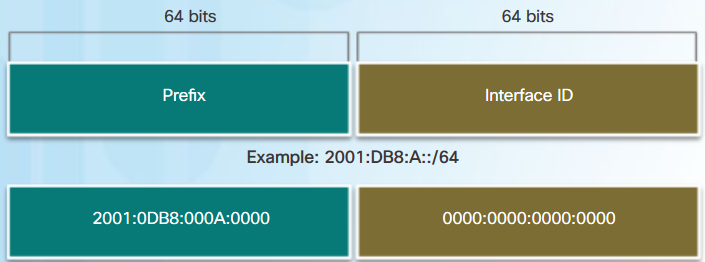 64 bits 64 bits
Prefix Interface ID
Example: 2001:DB8:A::/64
2001:0DB8:000A:0000 0000:0000:0000:0000